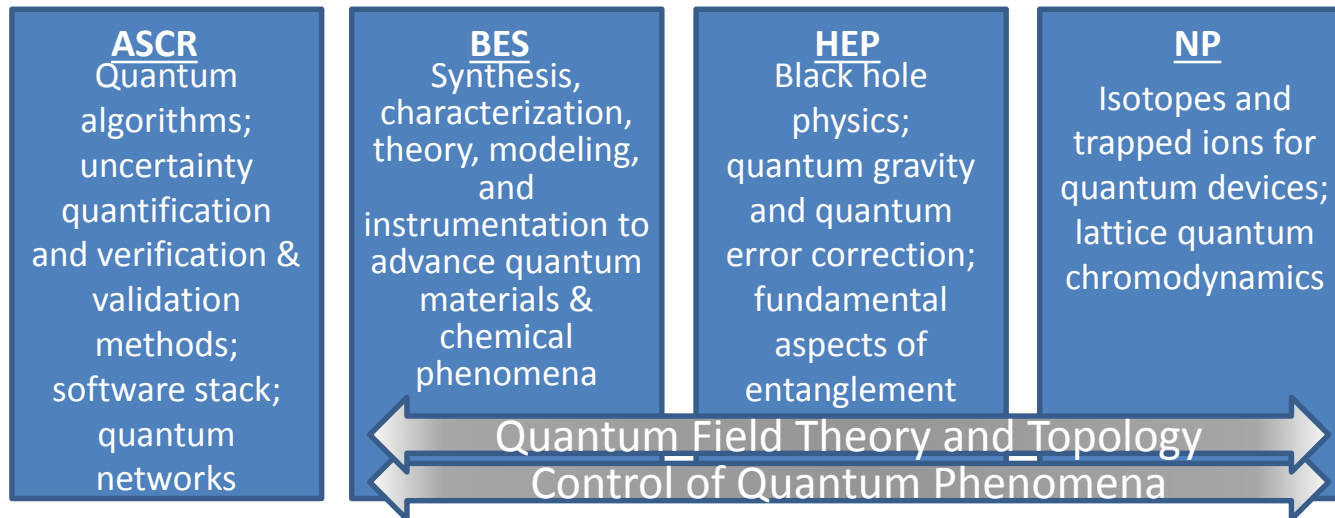 ASCR
Quantum
algorithms;
uncertainty
quantification
and verification &
validation
methods;
software stack;
quantum
networks
BES
Synthesis,
characterization,
theory, modeling,
and
instrumentation to
advance quantum
materials &
chemical
phenomena
HEP
Black hole
physics;
quantum gravity
and quantum
error correction;
fundamental
aspects of
entanglement
NP
Isotopes and
trapped ions for
quantum devices;
lattice quantum
chromodynamics
Quantum Field Theory and Topology
Control of Quantum Phenomena